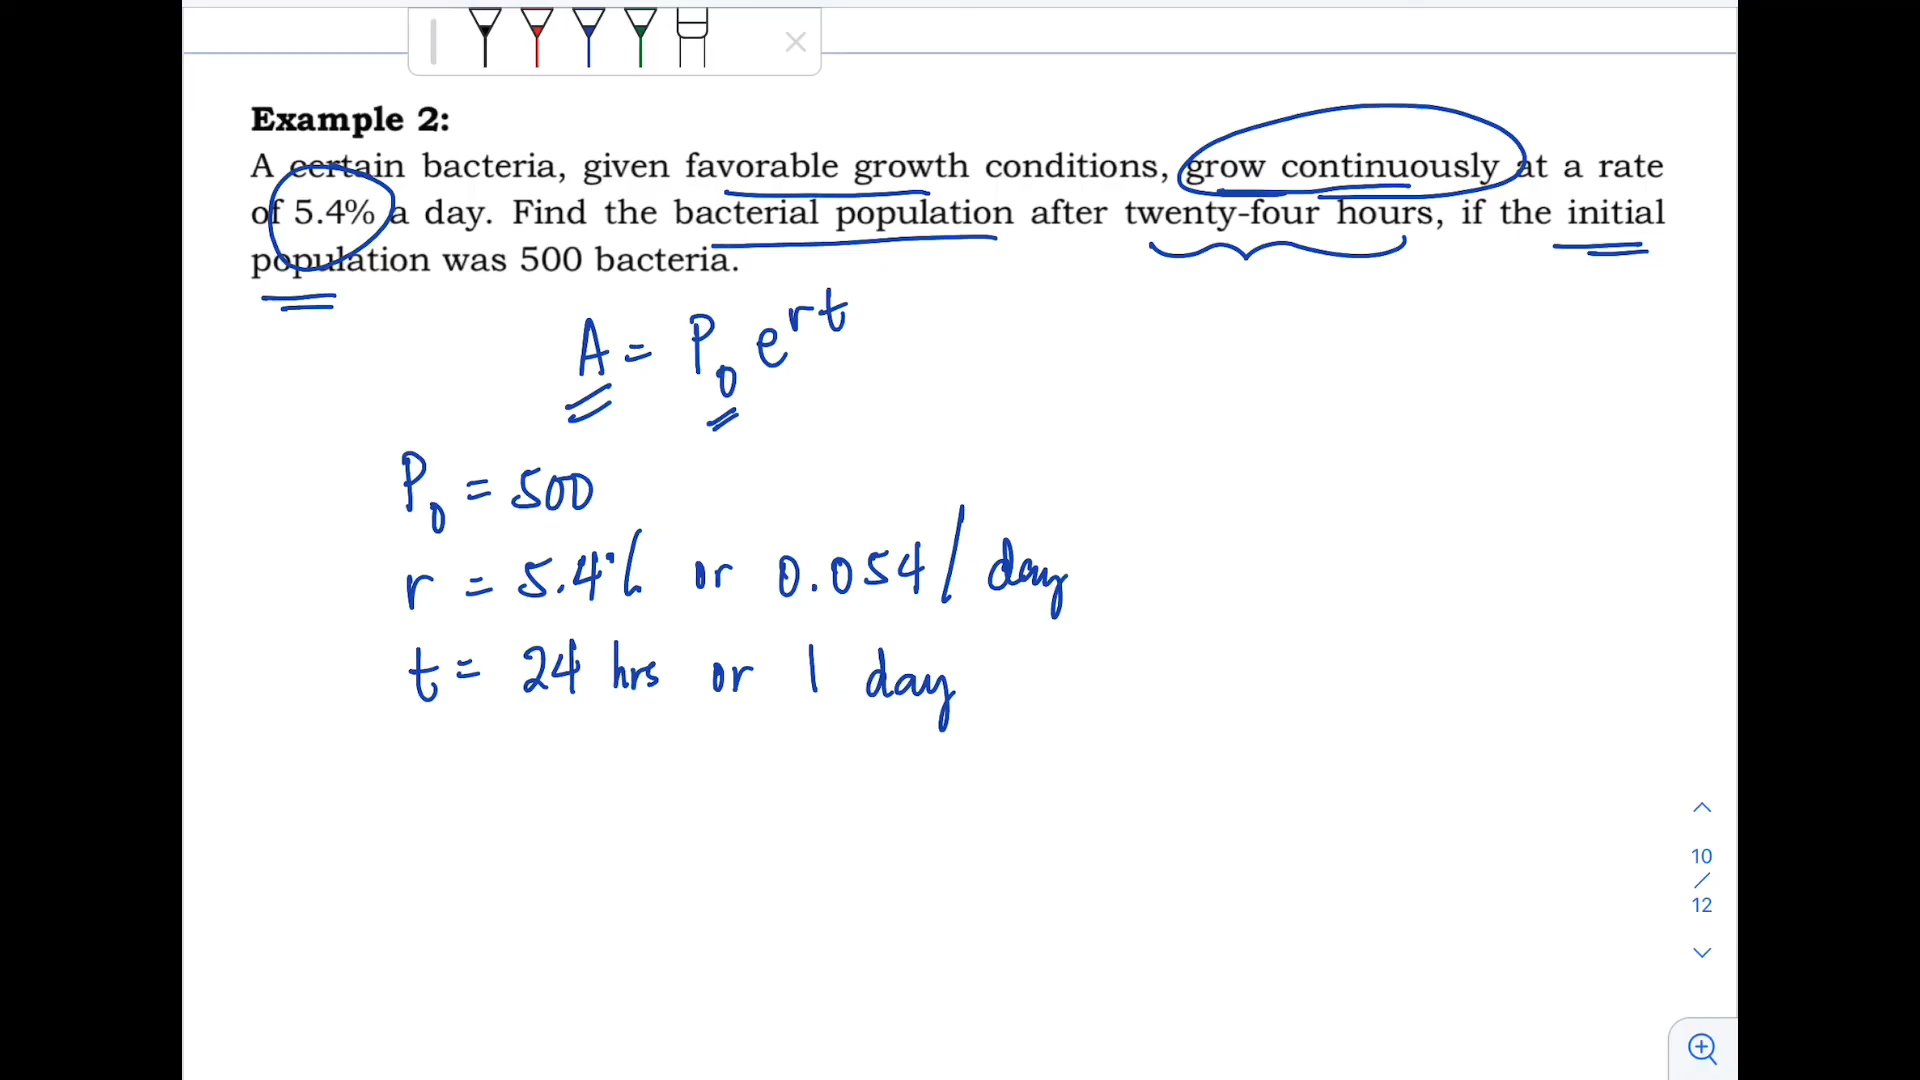 Example 2:
A certain bacteria, given favorable growth conditions, grow continuously at a rate
of 5.4% a day. Find the bacterial population after twenty-four hours, if the initial
population was 500 bacteria.
A = P₀ e^{rt}
P₀ = 500
r = 5.4% or 0.054 / day
t = 24 hrs or 1 day
10
/
12